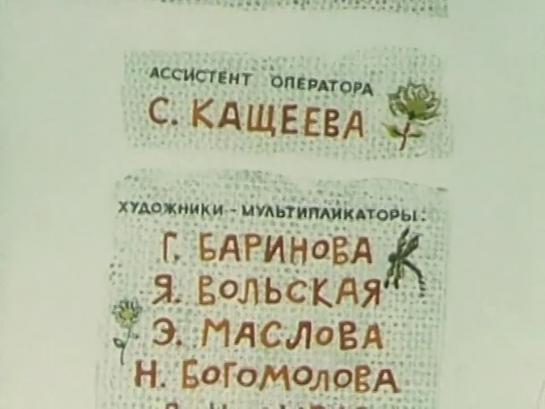 АССИСТЕНТ ОПЕРАТОРА
С. КАЩЕЕВА
ХУДОЖНИКИ-МУЛЬТИПЛИКАТОРЫ:
Г. БАРИНОВА
Я. ВОЛЬСКАЯ
Э. МАСЛОВА
Н. БОГОМОЛОВА